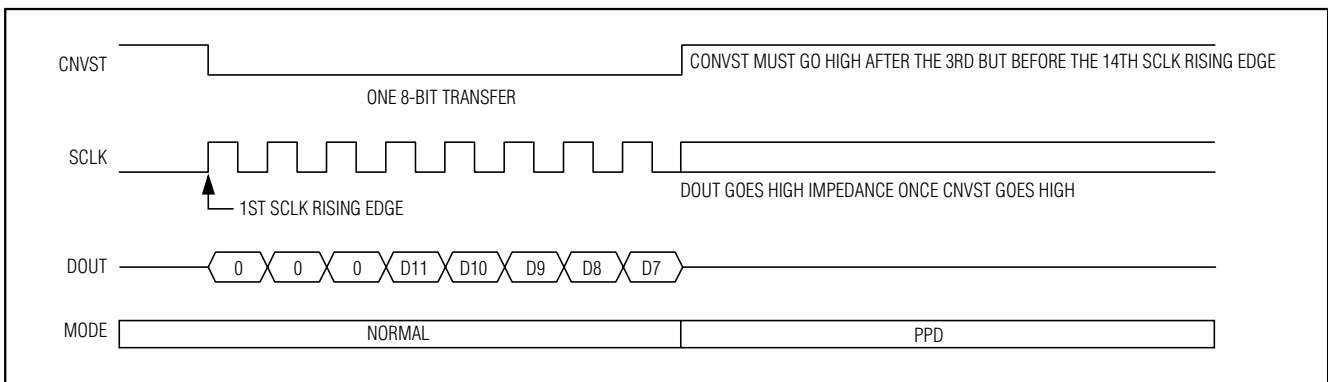 CNVST
CONVST MUST GO HIGH AFTER THE 3RD BUT BEFORE THE 14TH SCLK RISING EDGE
ONE 8-BIT TRANSFER
SCLK
DOUT GOES HIGH IMPEDANCE ONCE CNVST GOES HIGH
1ST SCLK RISING EDGE
DOUT 0 0 0 D11 D10 D9 D8 D7
MODE NORMAL PPD